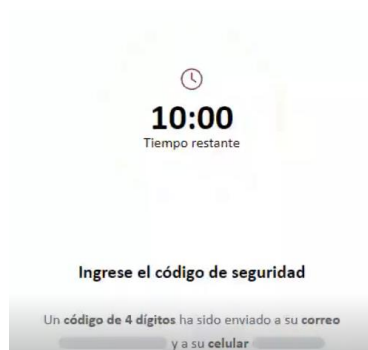 10:00
Tiempo restante
Ingrese el código de seguridad
Un código de 4 dígitos ha sido enviado a su correo
y a su celular